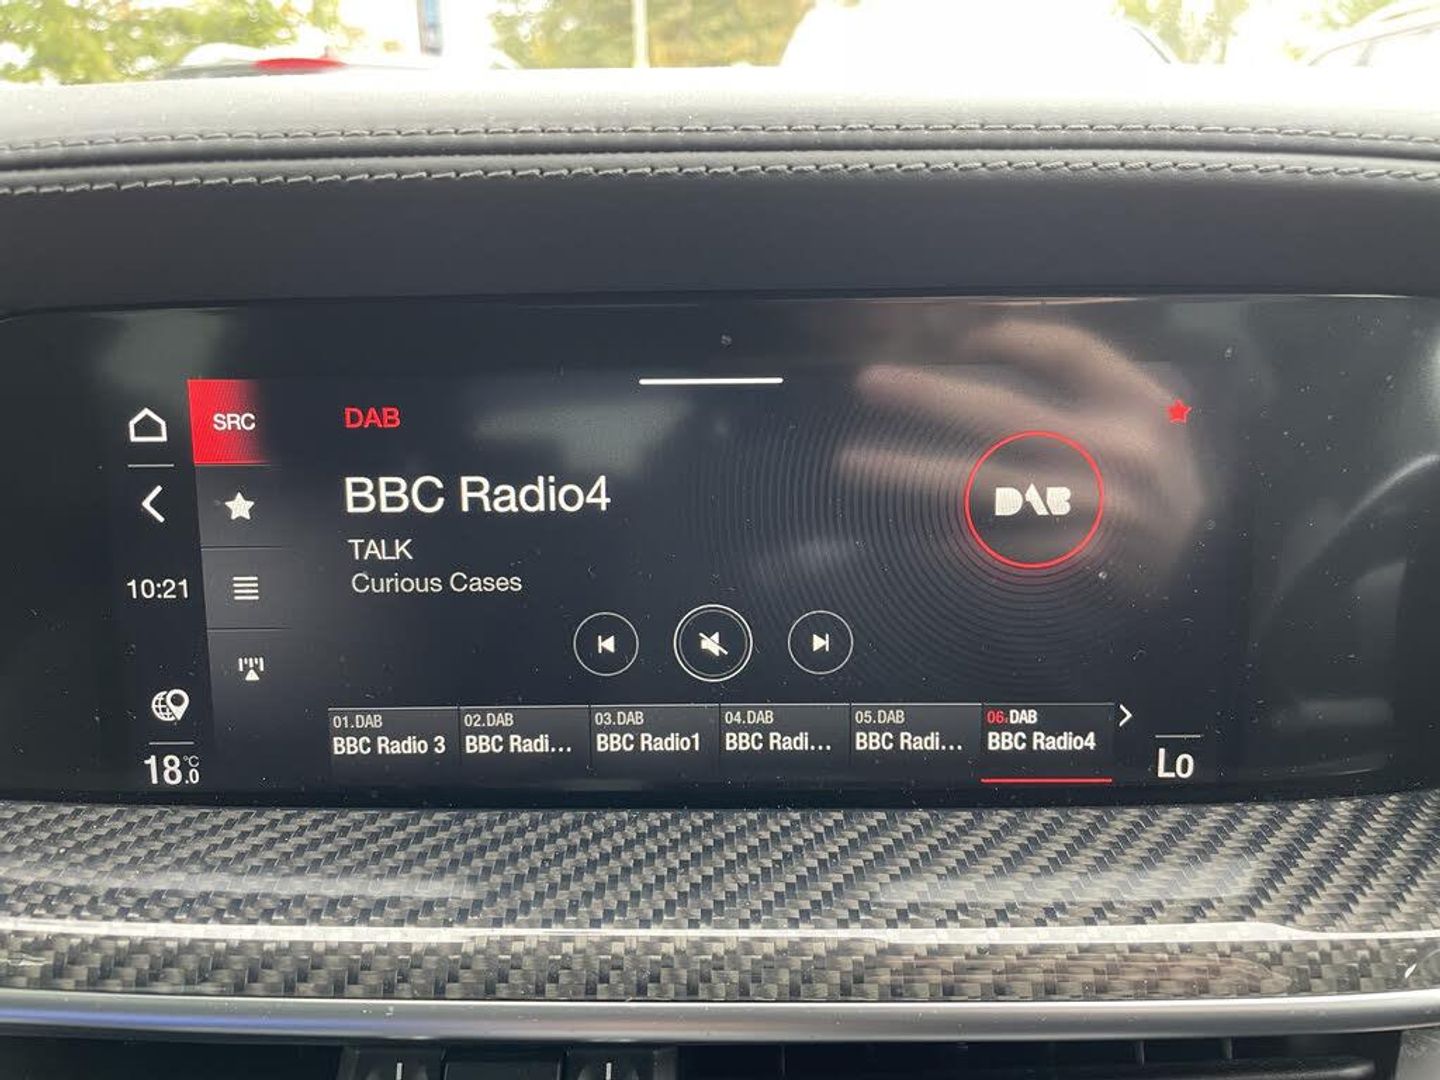 SRC
DAB
BBC Radio4
TALK
Curious Cases
DAB
10:21
18.0 °C
01.DAB
BBC Radio 3
02.DAB
BBC Radi...
03.DAB
BBC Radio1
04.DAB
BBC Radi...
05.DAB
BBC Radi...
06.DAB
BBC Radio4
Lo